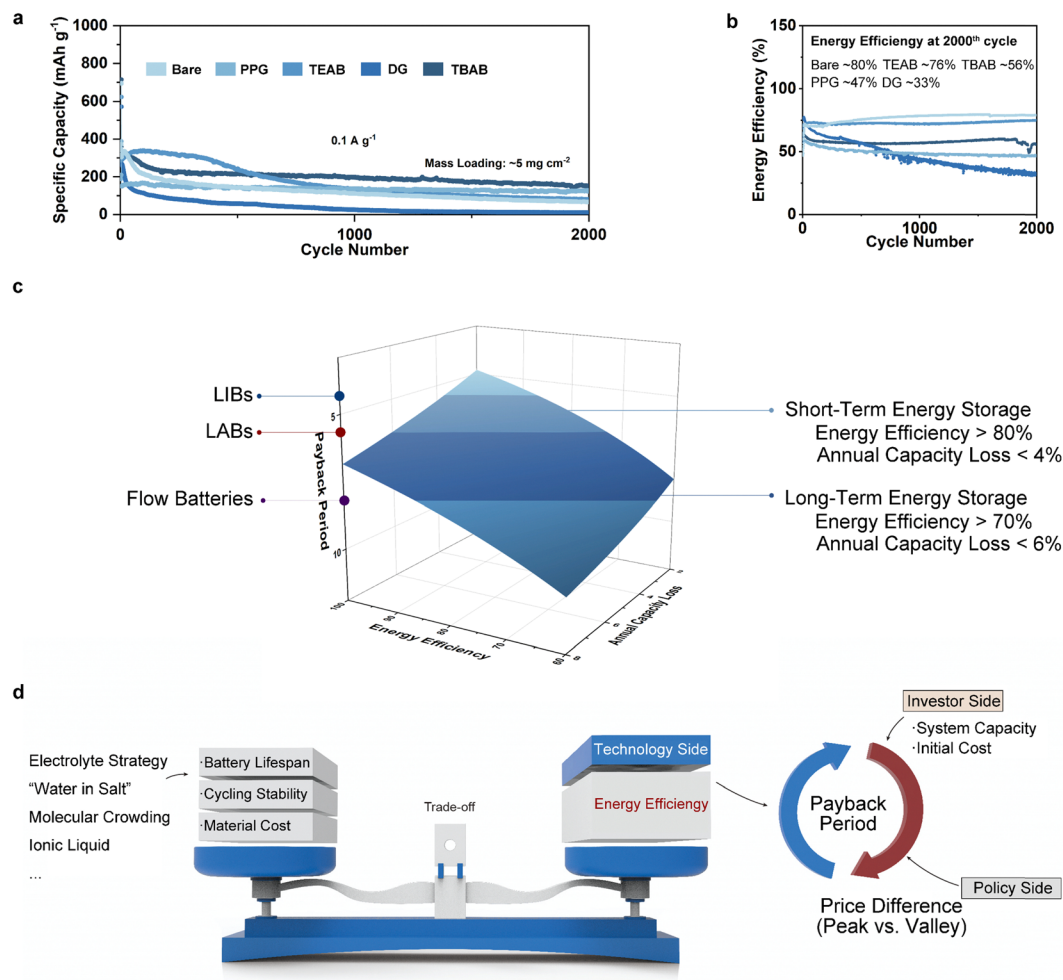 a
1000
800
600
400
200
0
Specific Capacity (mAh g⁻¹)
Bare PPG TEAB DG TBAB
0.1 A g⁻¹
Mass Loading: ~5 mg cm⁻²
0 1000 2000
Cycle Number
b
150
100
50
0
Energy Efficiency (%)
Energy Efficiengy at 2000th cycle
Bare ~80% TEAB ~76% TBAB ~56%
PPG ~47% DG ~33%
0 1000 2000
Cycle Number
c
LIBs
LABs
Flow Batteries
5
10
Payback Period
100 90 80 70 60
Energy Efficiency
8 6 4 2
Annual Capacity Loss
Short-Term Energy Storage
Energy Efficiency > 80%
Annual Capacity Loss < 4%
Long-Term Energy Storage
Energy Efficiency > 70%
Annual Capacity Loss < 6%
d
Electrolyte Strategy
“Water in Salt”
Molecular Crowding
Ionic Liquid
...
·Battery Lifespan
·Cycling Stability
·Material Cost
Trade-off
Technology Side
Energy Efficiengy
Investor Side
·System Capacity
·Initial Cost
Payback
Period
Policy Side
Price Difference
(Peak vs. Valley)